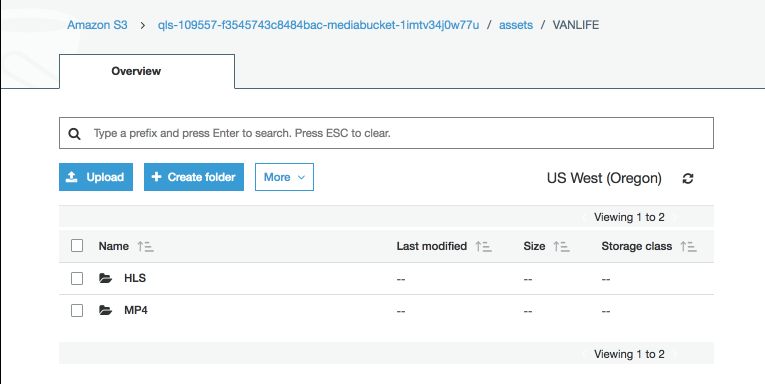 Amazon S3 > qls-109557-f3545743c8484bac-mediabucket-1imtv34j0w77u / assets / VANLIFE
Overview
Type a prefix and press Enter to search. Press ESC to clear.
Upload + Create folder More US West (Oregon)
Viewing 1 to 2
Name Last modified Size Storage class
HLS -- -- --
MP4 -- -- --
Viewing 1 to 2